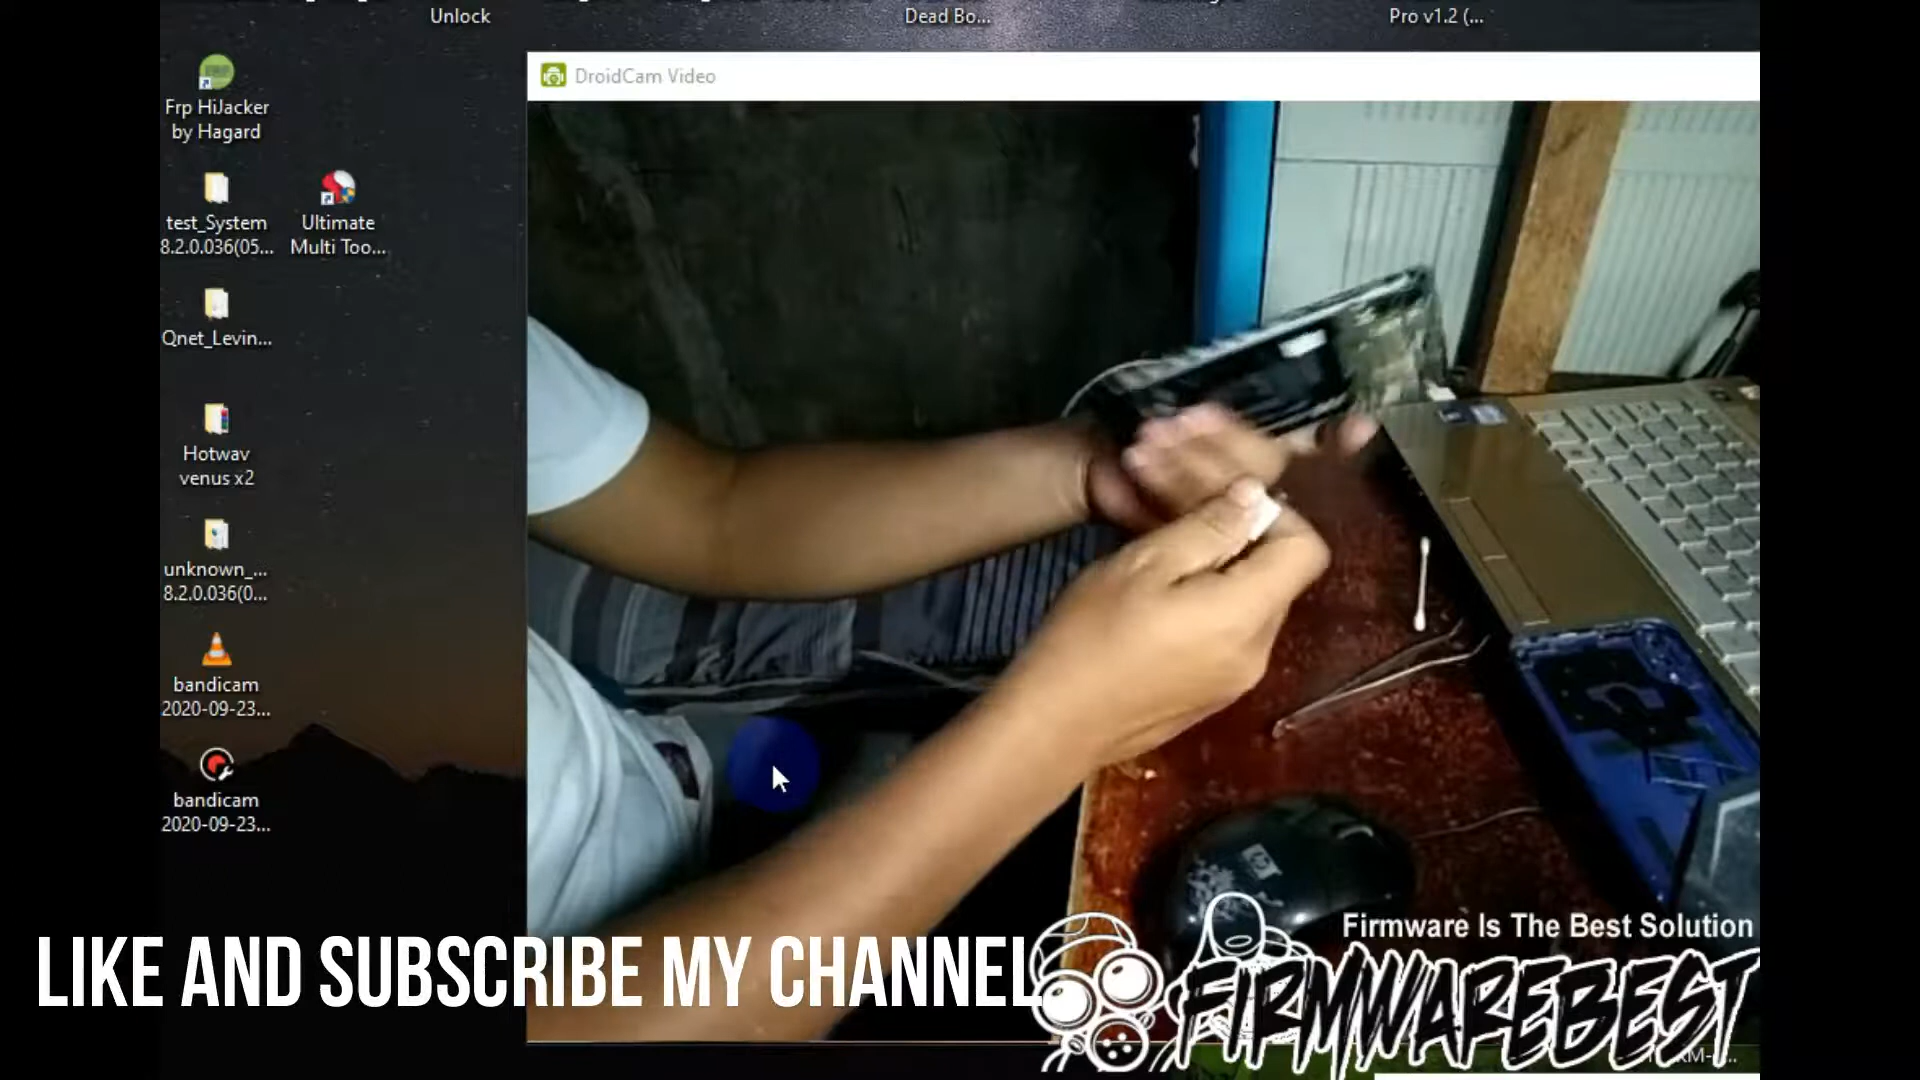 Unlock
Dead Bo...
Pro v1.2 (...
DroidCam Video
Frp HiJacker
by Hagard
test_System
8.2.0.036(05...
Ultimate
Multi Too...
Qnet_Levin...
Hotwav
venus x2
unknown_...
8.2.0.036(0...
bandicam
2020-09-23...
bandicam
2020-09-23...
Firmware Is The Best Solution
LIKE AND SUBSCRIBE MY CHANNEL
FIRMWAREBEST